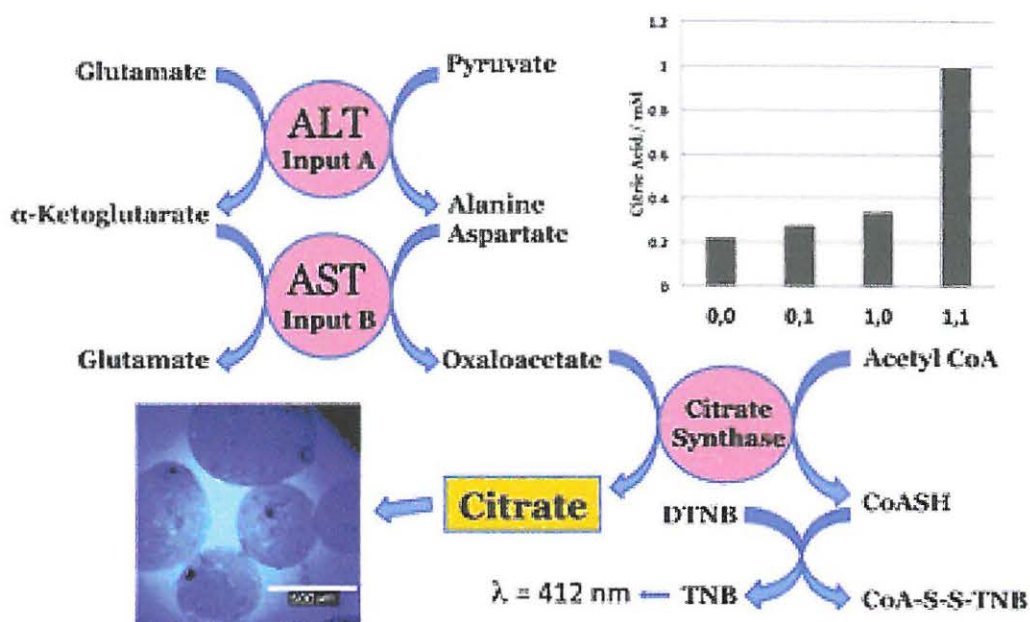 Glutamate
Pyruvate
ALT
Input A
α-Ketoglutarate
Alanine
Aspartate
AST
Input B
Glutamate
Oxaloacetate
1.2
1
0.8
0.6
0.4
0.2
0
Citric Acid / mM
0,0 0,1 1,0 1,1
Acetyl CoA
Citrate
Synthase
Citrate
DTNB
CoASH
λ = 412 nm
TNB
CoA-S-S-TNB